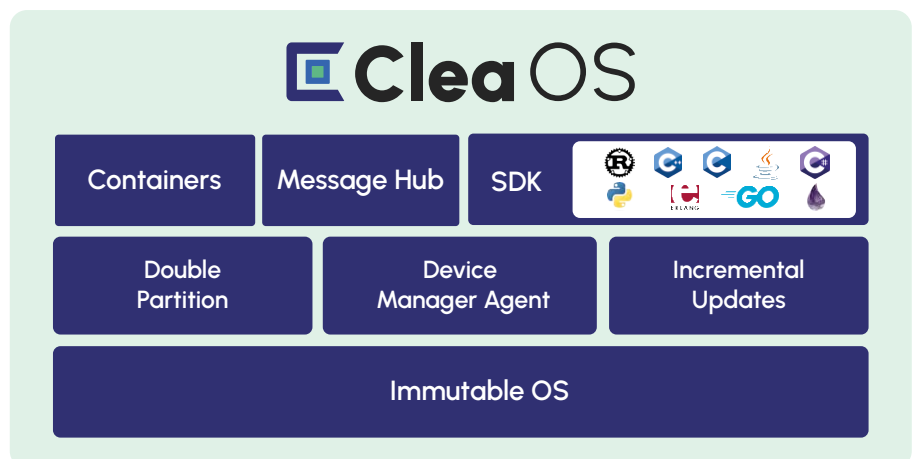 Clea OS
Containers
Message Hub
SDK
R
C++
C
C#
ERLANG
GO
Double
Partition
Device
Manager Agent
Incremental
Updates
Immutable OS